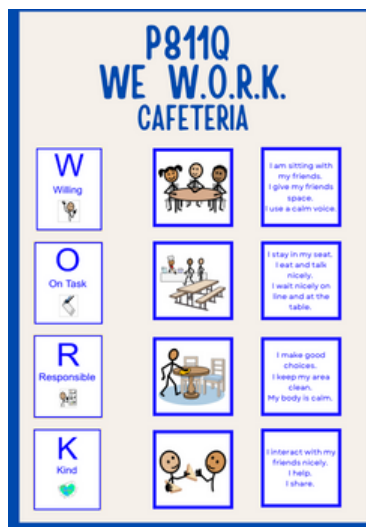 P811Q
WE W.O.R.K.
CAFETERIA
W
Willing
I am sitting with
my friends.
I give my friends
space.
I use a calm voice.
O
On Task
I stay in my seat.
I eat and talk
nicely.
I wait nicely on
line and at the
table.
R
Responsible
I make good
choices.
I keep my area
clean.
My body is calm.
K
Kind
I interact with my
friends nicely.
I help.
I share.